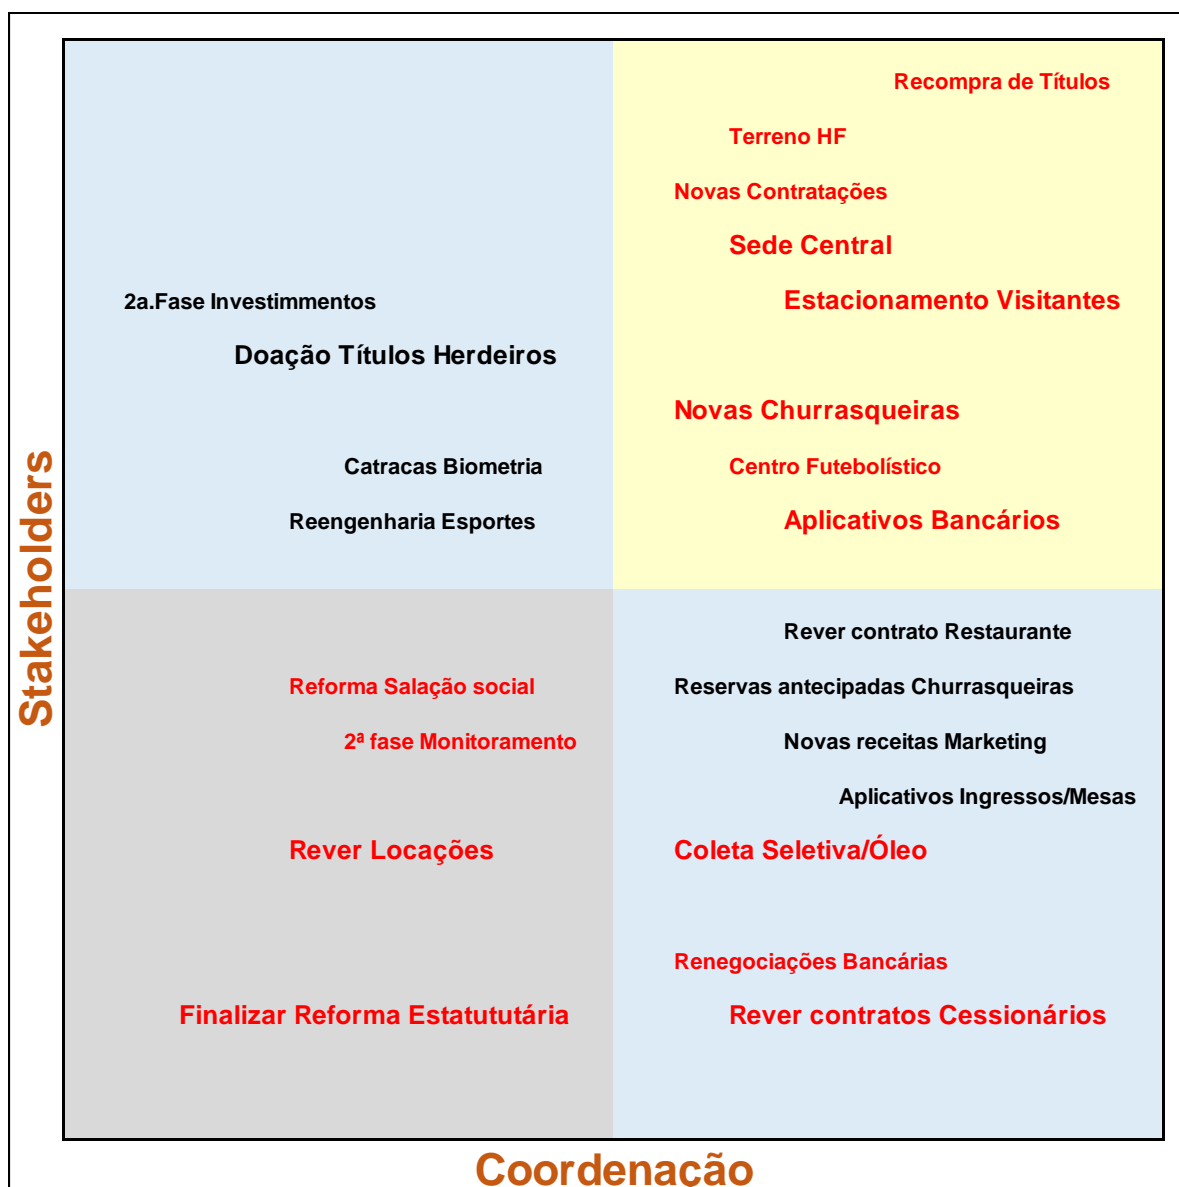 Recompra de Títulos
Terreno HF
Novas Contratações
Sede Central
2a.Fase Investimmentos
Estacionamento Visitantes
Doação Títulos Herdeiros
Novas Churrasqueiras
Catracas Biometria
Centro Futebolístico
Reengenharia Esportes
Aplicativos Bancários
Stakeholders
Rever contrato Restaurante
Reforma Salação social
Reservas antecipadas Churrasqueiras
2ª fase Monitoramento
Novas receitas Marketing
Aplicativos Ingressos/Mesas
Rever Locações
Coleta Seletiva/Óleo
Renegociações Bancárias
Finalizar Reforma Estatututária
Rever contratos Cessionários
Coordenação